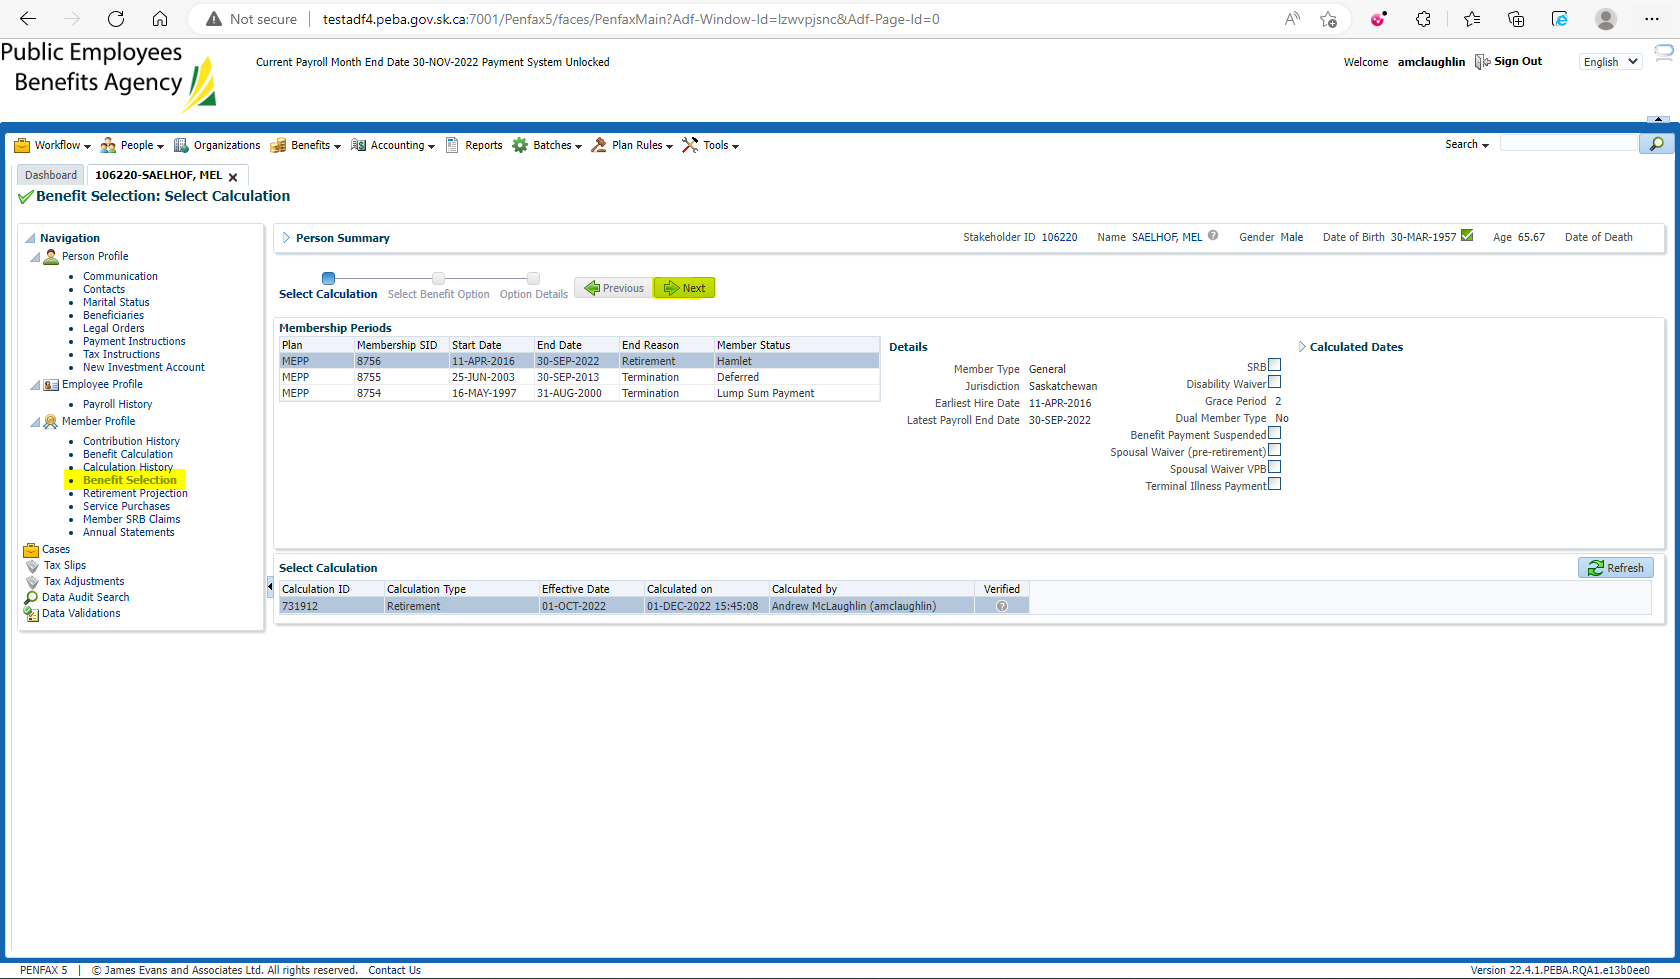 Not secure | testadf4.peba.gov.sk.ca:7001/Penfax5/faces/PenfaxMain?Adf-Window-Id=lzwvpjsnc&Adf-Page-Id=0
Public Employees
Benefits Agency
Current Payroll Month End Date 30-NOV-2022 Payment System Unlocked
Welcome amclaughlin Sign Out English
Workflow People Organizations Benefits Accounting Reports Batches Plan Rules Tools Search
Dashboard 106220-SAELHOF, MEL
Benefit Selection: Select Calculation
Navigation
Person Profile
Communication
Contacts
Marital Status
Beneficiaries
Legal Orders
Payment Instructions
Tax Instructions
New Investment Account
Employee Profile
Payroll History
Member Profile
Contribution History
Benefit Calculation
Calculation History
Benefit Selection
Retirement Projection
Service Purchases
Member SRB Claims
Annual Statements
Cases
Tax Slips
Tax Adjustments
Data Audit Search
Data Validations
Person Summary Stakeholder ID 106220 Name SAELHOF, MEL Gender Male Date of Birth 30-MAR-1957 Age 65.67 Date of Death
Select Calculation Select Benefit Option Option Details Previous Next
Membership Periods
Plan Membership SID Start Date End Date End Reason Member Status
MEPP 8756 11-APR-2016 30-SEP-2022 Retirement Hamlet
MEPP 8755 25-JUN-2003 30-SEP-2013 Termination Deferred
MEPP 8754 16-MAY-1997 31-AUG-2000 Termination Lump Sum Payment
Details
Member Type General
Jurisdiction Saskatchewan
Earliest Hire Date 11-APR-2016
Latest Payroll End Date 30-SEP-2022
SRB
Disability Waiver
Grace Period 2
Dual Member Type No
Benefit Payment Suspended
Spousal Waiver (pre-retirement)
Spousal Waiver VPB
Terminal Illness Payment
Calculated Dates
Select Calculation Refresh
Calculation ID Calculation Type Effective Date Calculated on Calculated by Verified
731912 Retirement 01-OCT-2022 01-DEC-2022 15:45:08 Andrew McLaughlin (amclaughlin)
PENFAX 5 | © James Evans and Associates Ltd. All rights reserved. Contact Us Version 22.4.1.PEBA.RQA1.e13b0ee0